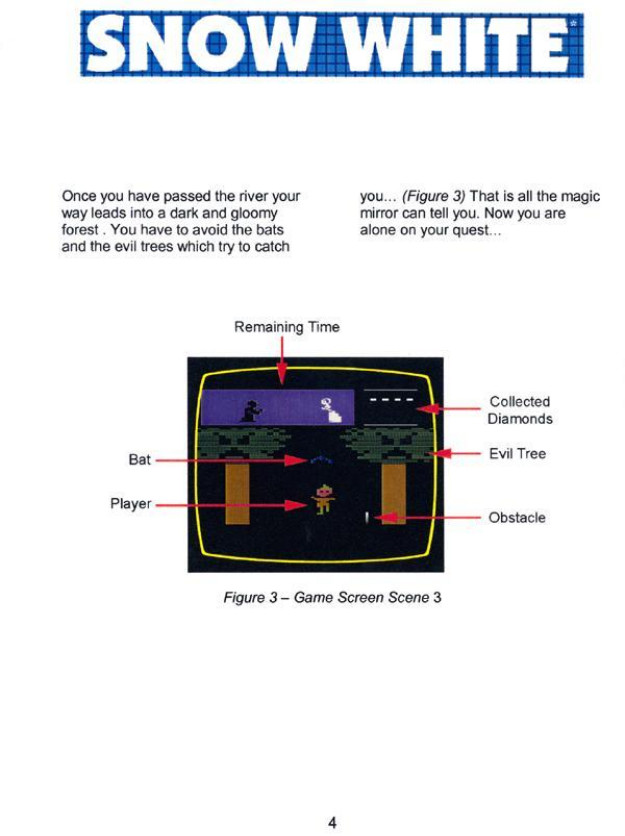 SNOW WHITE*
Once you have passed the river your
way leads into a dark and gloomy
forest . You have to avoid the bats
and the evil trees which try to catch
you... (Figure 3) That is all the magic
mirror can tell you. Now you are
alone on your quest...
Remaining Time
Collected
Diamonds
Bat
Evil Tree
Player
Obstacle
Figure 3 – Game Screen Scene 3
4